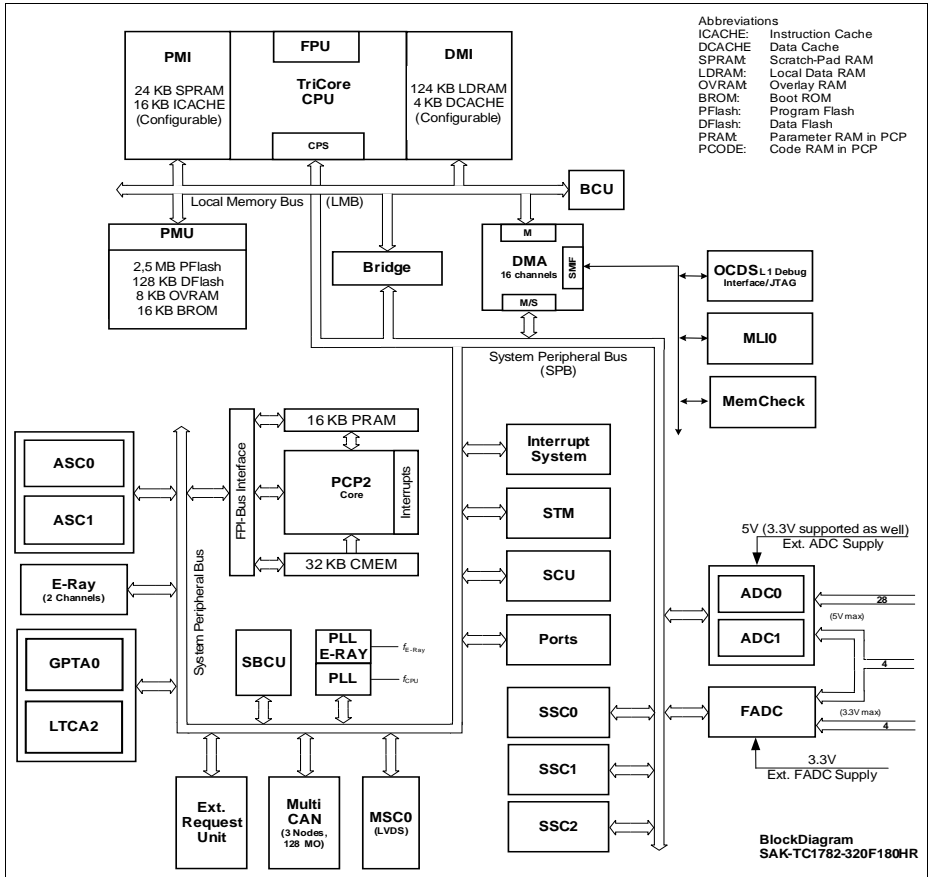 Abbreviations
ICACHE: Instruction Cache
DCACHE Data Cache
SPRAM: Scratch-Pad RAM
LDRAM: Local Data RAM
OVRAM: Overlay RAM
BROM: Boot ROM
PFlash: Program Flash
DFlash: Data Flash
PRAM: Parameter RAM in PCP
PCODE: Code RAM in PCP
PMI
24 KB SPRAM
16 KB ICACHE
(Configurable)
FPU
TriCore
CPU
CPS
DMI
124 KB LDRAM
4 KB DCACHE
(Configurable)
BCU
Local Memory Bus (LMB)
PMU
2,5 MB PFlash
128 KB DFlash
8 KB OVRAM
16 KB BROM
Bridge
M
DMA
16 channels
SMIF
M/S
OCDS L1 Debug
Interface/JTAG
MLI0
MemCheck
System Peripheral Bus
(SPB)
ASC0
ASC1
E-Ray
(2 Channels)
GPTA0
LTCA2
System Peripheral Bus
FPI-Bus Interface
16 KB PRAM
PCP2
Core
Interrupts
32 KB CMEM
SBCU
PLL
E-RAY
fE-Ray
PLL
fCPU
Interrupt
System
STM
SCU
Ports
SSC0
SSC1
SSC2
5V (3.3V supported as well)
Ext. ADC Supply
ADC0
ADC1
28
(5V max)
4
FADC
(3.3V max)
4
3.3V
Ext. FADC Supply
Ext.
Request
Unit
Multi
CAN
(3 Nodes,
128 MO)
MSC0
(LVDS)
BlockDiagram
SAK-TC1782-320F180HR